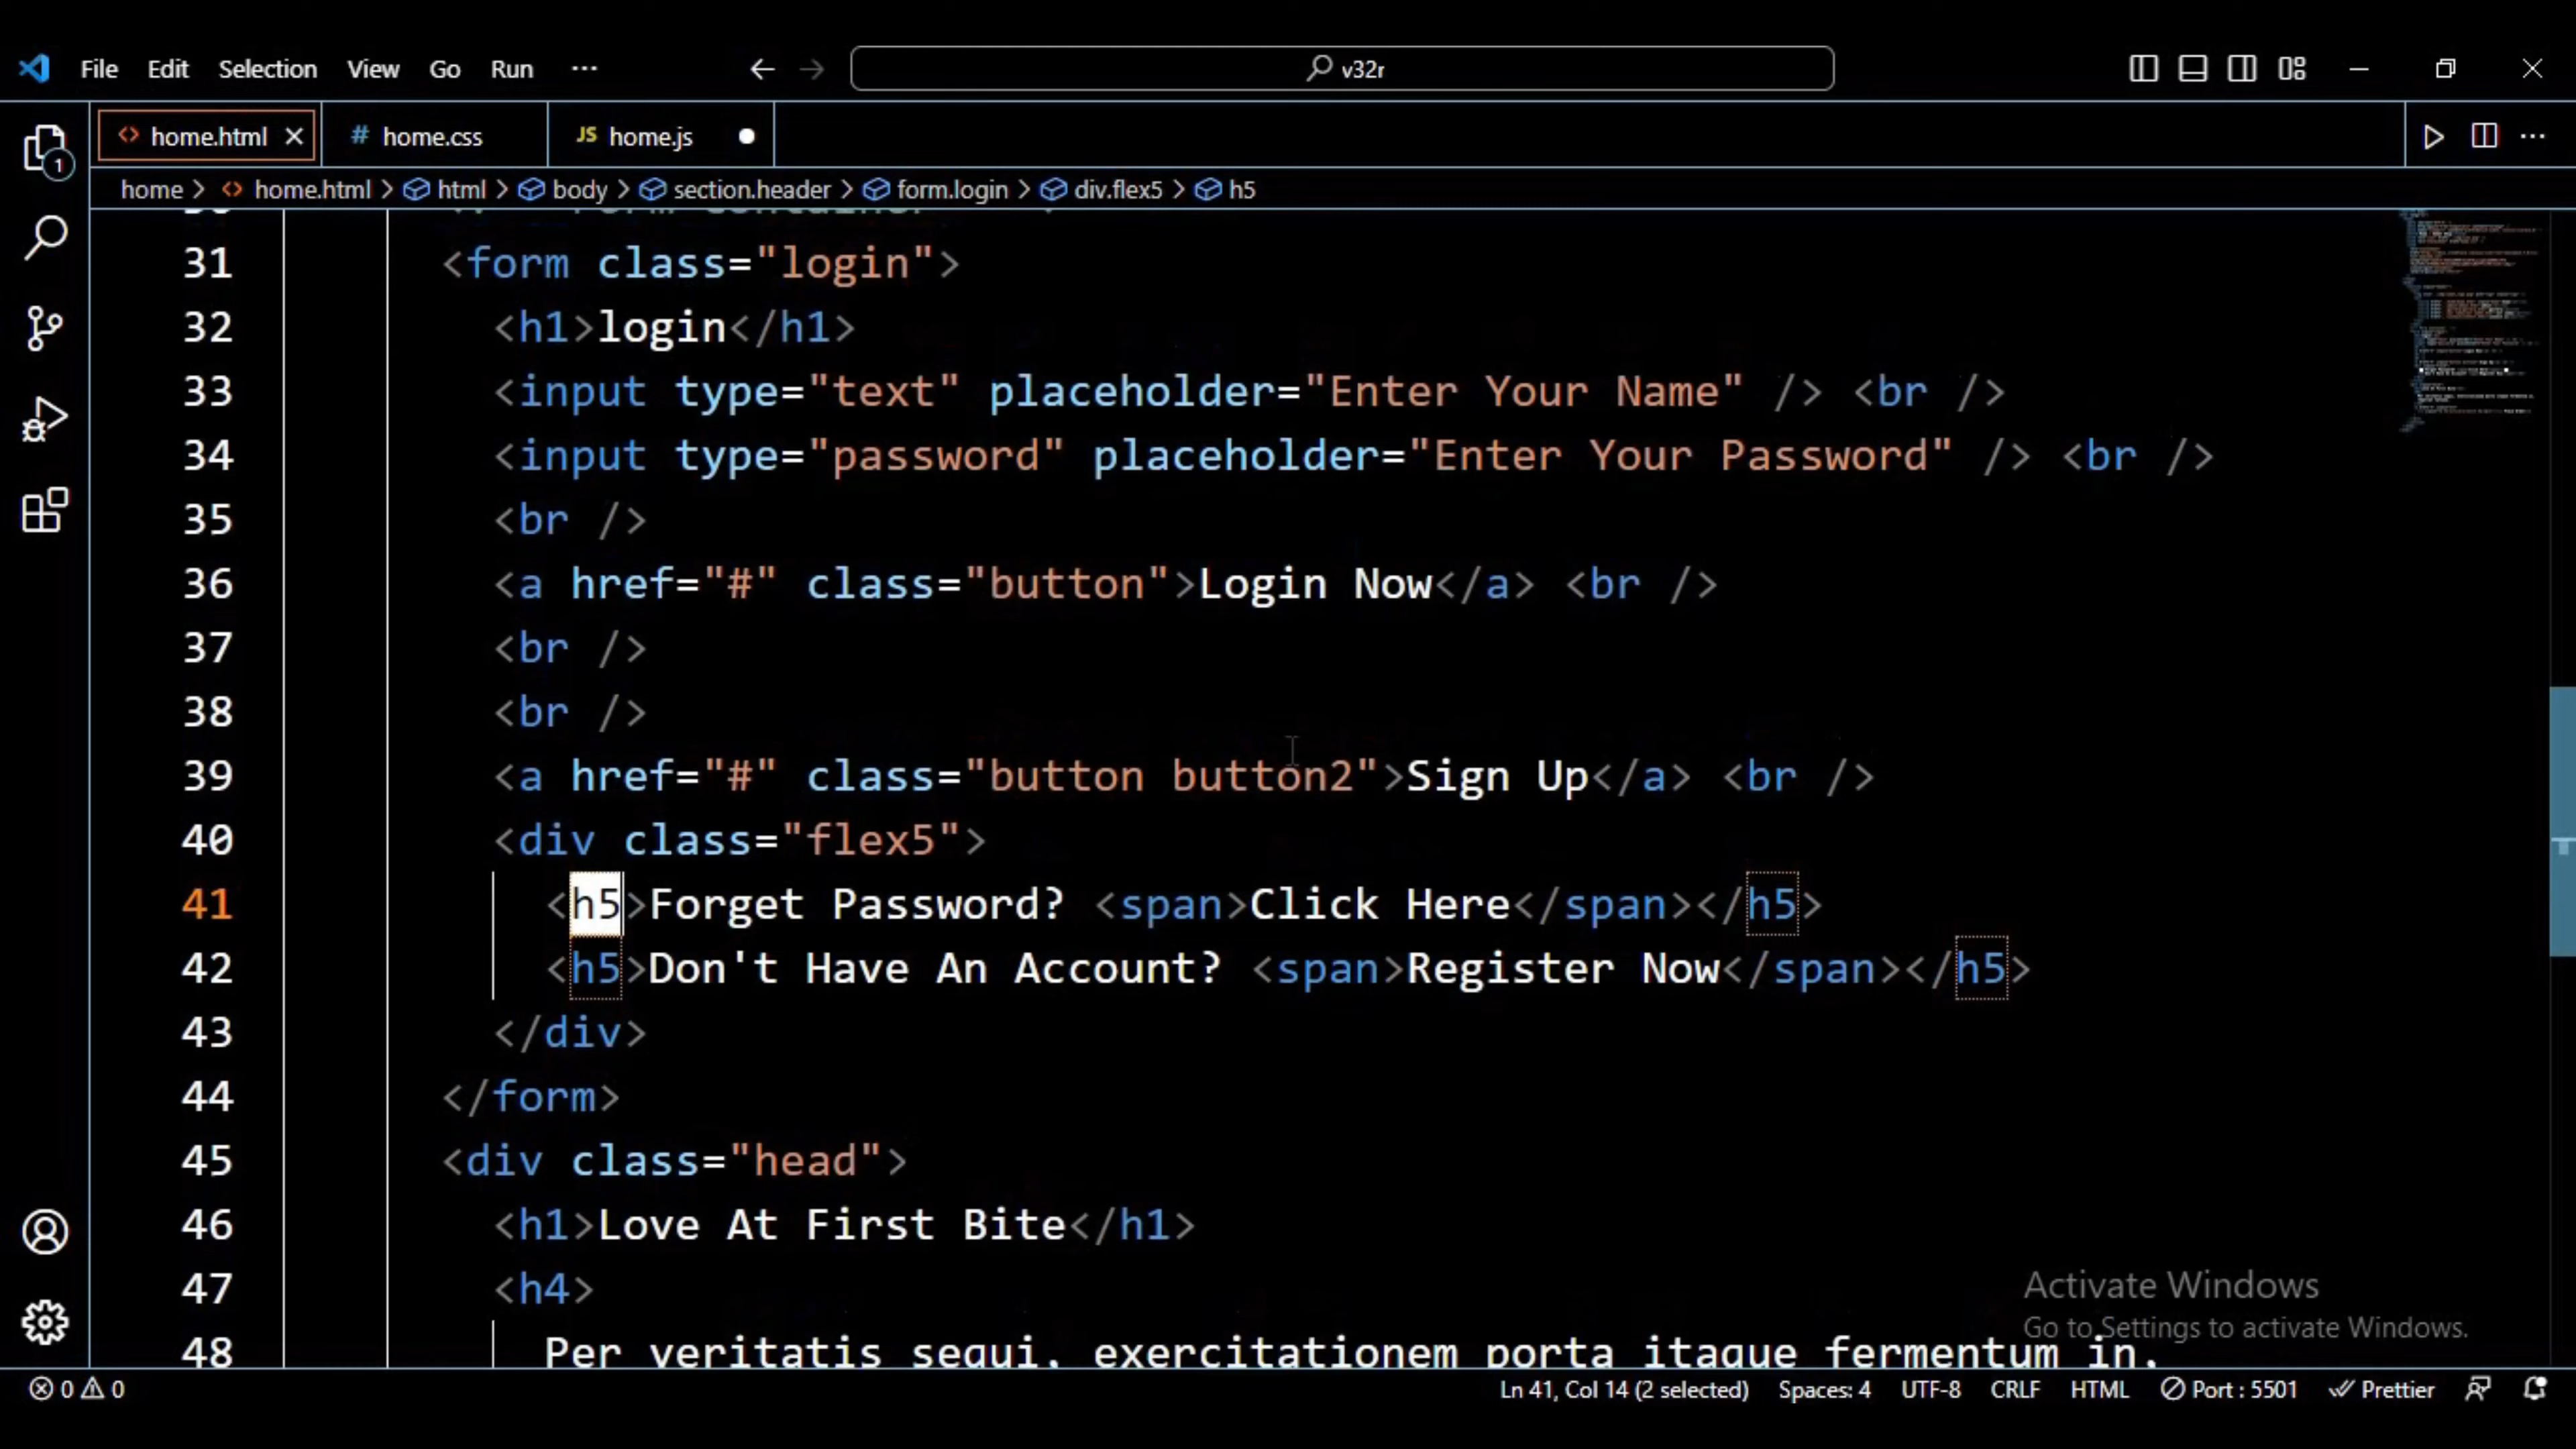 File Edit Selection View Go Run ··· v32r
home.html home.css JS home.js
home > home.html > html > body > section.header > form.login > div.flex5 > h5
31 <form class="login">
32 <h1>login</h1>
33 <input type="text" placeholder="Enter Your Name" /> <br />
34 <input type="password" placeholder="Enter Your Password" /> <br />
35 <br />
36 <a href="#" class="button">Login Now</a> <br />
37 <br />
38 <br />
39 <a href="#" class="button button2">Sign Up</a> <br />
40 <div class="flex5">
41 <h5>Forget Password? <span>Click Here</span></h5>
42 <h5>Don't Have An Account? <span>Register Now</span></h5>
43 </div>
44 </form>
45 <div class="head">
46 <h1>Love At First Bite</h1>
47 <h4>
48 Per veritatis sequi, exercitationem porta itaque fermentum in,
Activate Windows
Go to Settings to activate Windows.
0 0 Ln 41, Col 14 (2 selected) Spaces: 4 UTF-8 CRLF HTML Port : 5501 Prettier
1